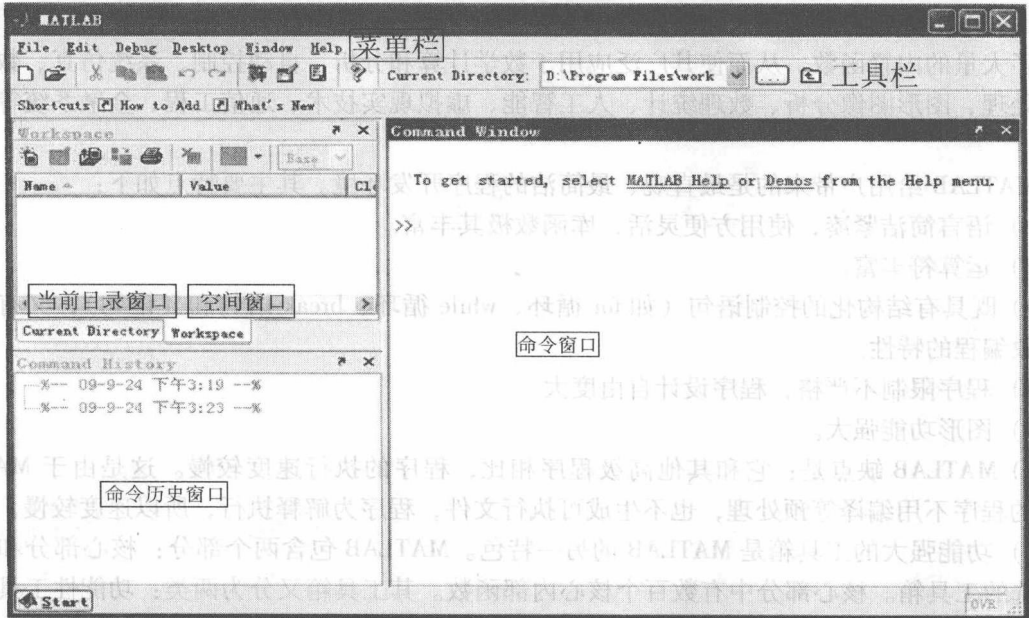 MATLAB
File Edit Debug Desktop Window Help 菜单栏
Current Directory: D:\Program Files\work 工具栏
Shortcuts How to Add What's New
Workspace
Base
Name Value Cl
当前目录窗口 空间窗口
Current Directory Workspace
Command History
%-- 09-9-24 下午3:19 --%
%-- 09-9-24 下午3:23 --%
命令历史窗口
Command Window
To get started, select MATLAB Help or Demos from the Help menu.
>>
命令窗口
Start
OVR